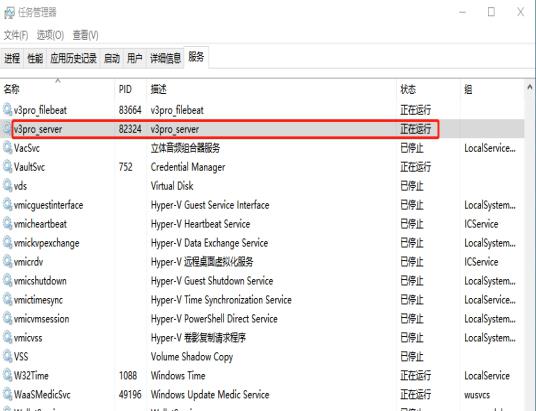 任务管理器
文件(F) 选项(O) 查看(V)
进程 性能 应用历史记录 启动 用户 详细信息 服务
名称 PID 描述 状态 组
v3pro_filebeat 83664 v3pro_filebeat 正在运行
v3pro_server 82324 v3pro_server 正在运行
VacSvc 立体音频组合器服务 已停止 LocalService...
VaultSvc 752 Credential Manager 正在运行
vds Virtual Disk 已停止
vmicguestinterface Hyper-V Guest Service Interface 已停止 LocalSystem...
vmicheartbeat Hyper-V Heartbeat Service 已停止 ICService
vmickvpexchange Hyper-V Data Exchange Service 已停止 LocalSystem...
vmicrdv Hyper-V 远程桌面虚拟化服务 已停止 ICService
vmicshutdown Hyper-V Guest Shutdown Service 已停止 LocalSystem...
vmictimesync Hyper-V Time Synchronization Service 已停止 LocalService...
vmicvmsession Hyper-V PowerShell Direct Service 已停止 LocalSystem...
vmicvss Hyper-V 卷影复制请求程序 已停止 LocalSystem...
VSS Volume Shadow Copy 已停止
W32Time 1088 Windows Time 正在运行 LocalService
WaaSMedicSvc 49196 Windows Update Medic Service 正在运行 wusvcs